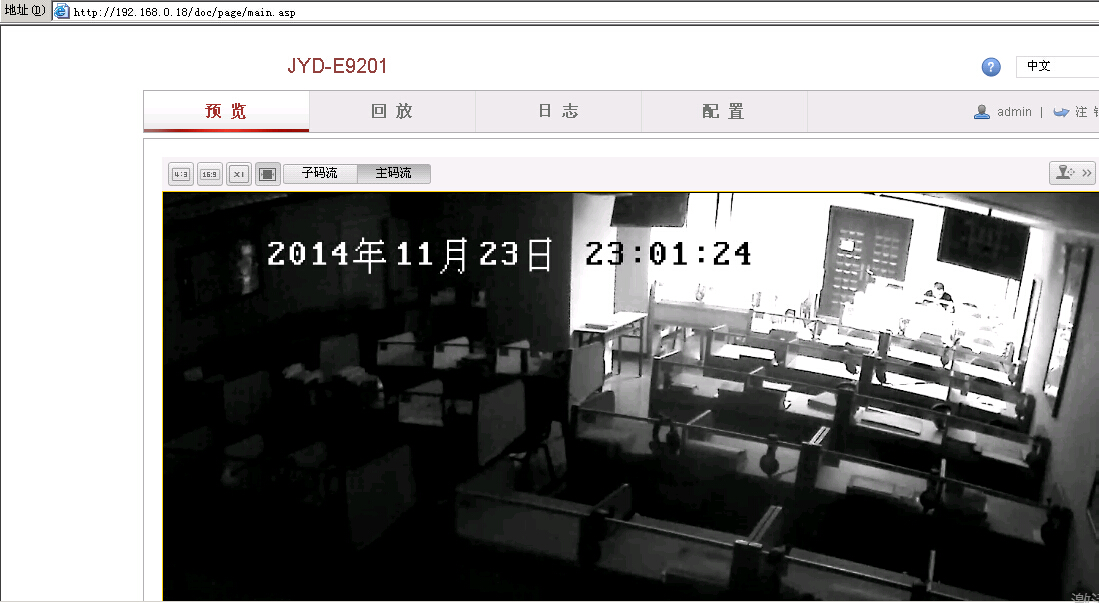 地址(D) http://192.168.0.18/doc/page/main.asp
JYD-E9201
? 中文
预览 回放 日志 配置 admin | 注
4:3 16:9 X1 子码流 主码流 »
2014年11月23日 23:01:24